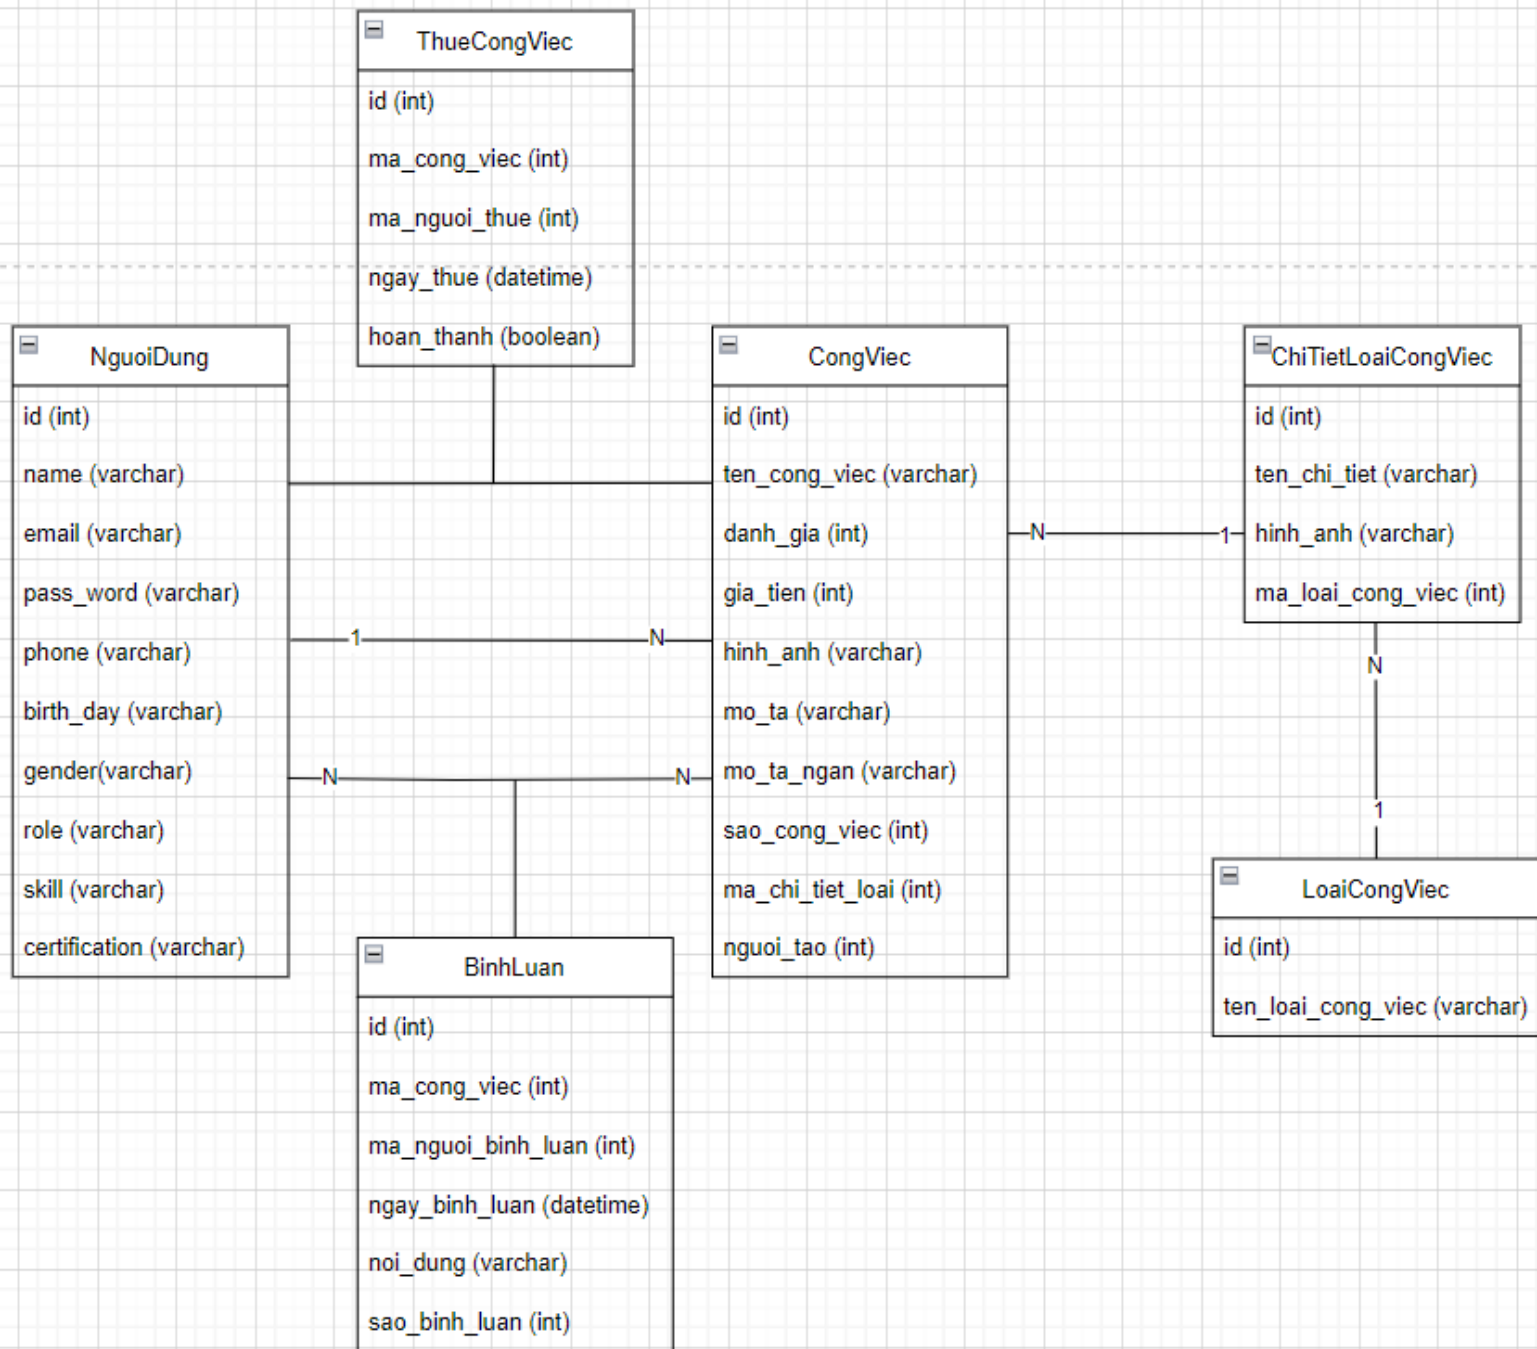 ThueCongViec
id (int)
ma_cong_viec (int)
ma_nguoi_thue (int)
ngay_thue (datetime)
hoan_thanh (boolean)
NguoiDung
id (int)
name (varchar)
email (varchar)
pass_word (varchar)
phone (varchar)
birth_day (varchar)
gender(varchar)
role (varchar)
skill (varchar)
certification (varchar)
1
N
N
N
CongViec
id (int)
ten_cong_viec (varchar)
danh_gia (int)
gia_tien (int)
hinh_anh (varchar)
mo_ta (varchar)
mo_ta_ngan (varchar)
sao_cong_viec (int)
ma_chi_tiet_loai (int)
nguoi_tao (int)
N
1
ChiTietLoaiCongViec
id (int)
ten_chi_tiet (varchar)
hinh_anh (varchar)
ma_loai_cong_viec (int)
N
1
LoaiCongViec
id (int)
ten_loai_cong_viec (varchar)
BinhLuan
id (int)
ma_cong_viec (int)
ma_nguoi_binh_luan (int)
ngay_binh_luan (datetime)
noi_dung (varchar)
sao_binh_luan (int)